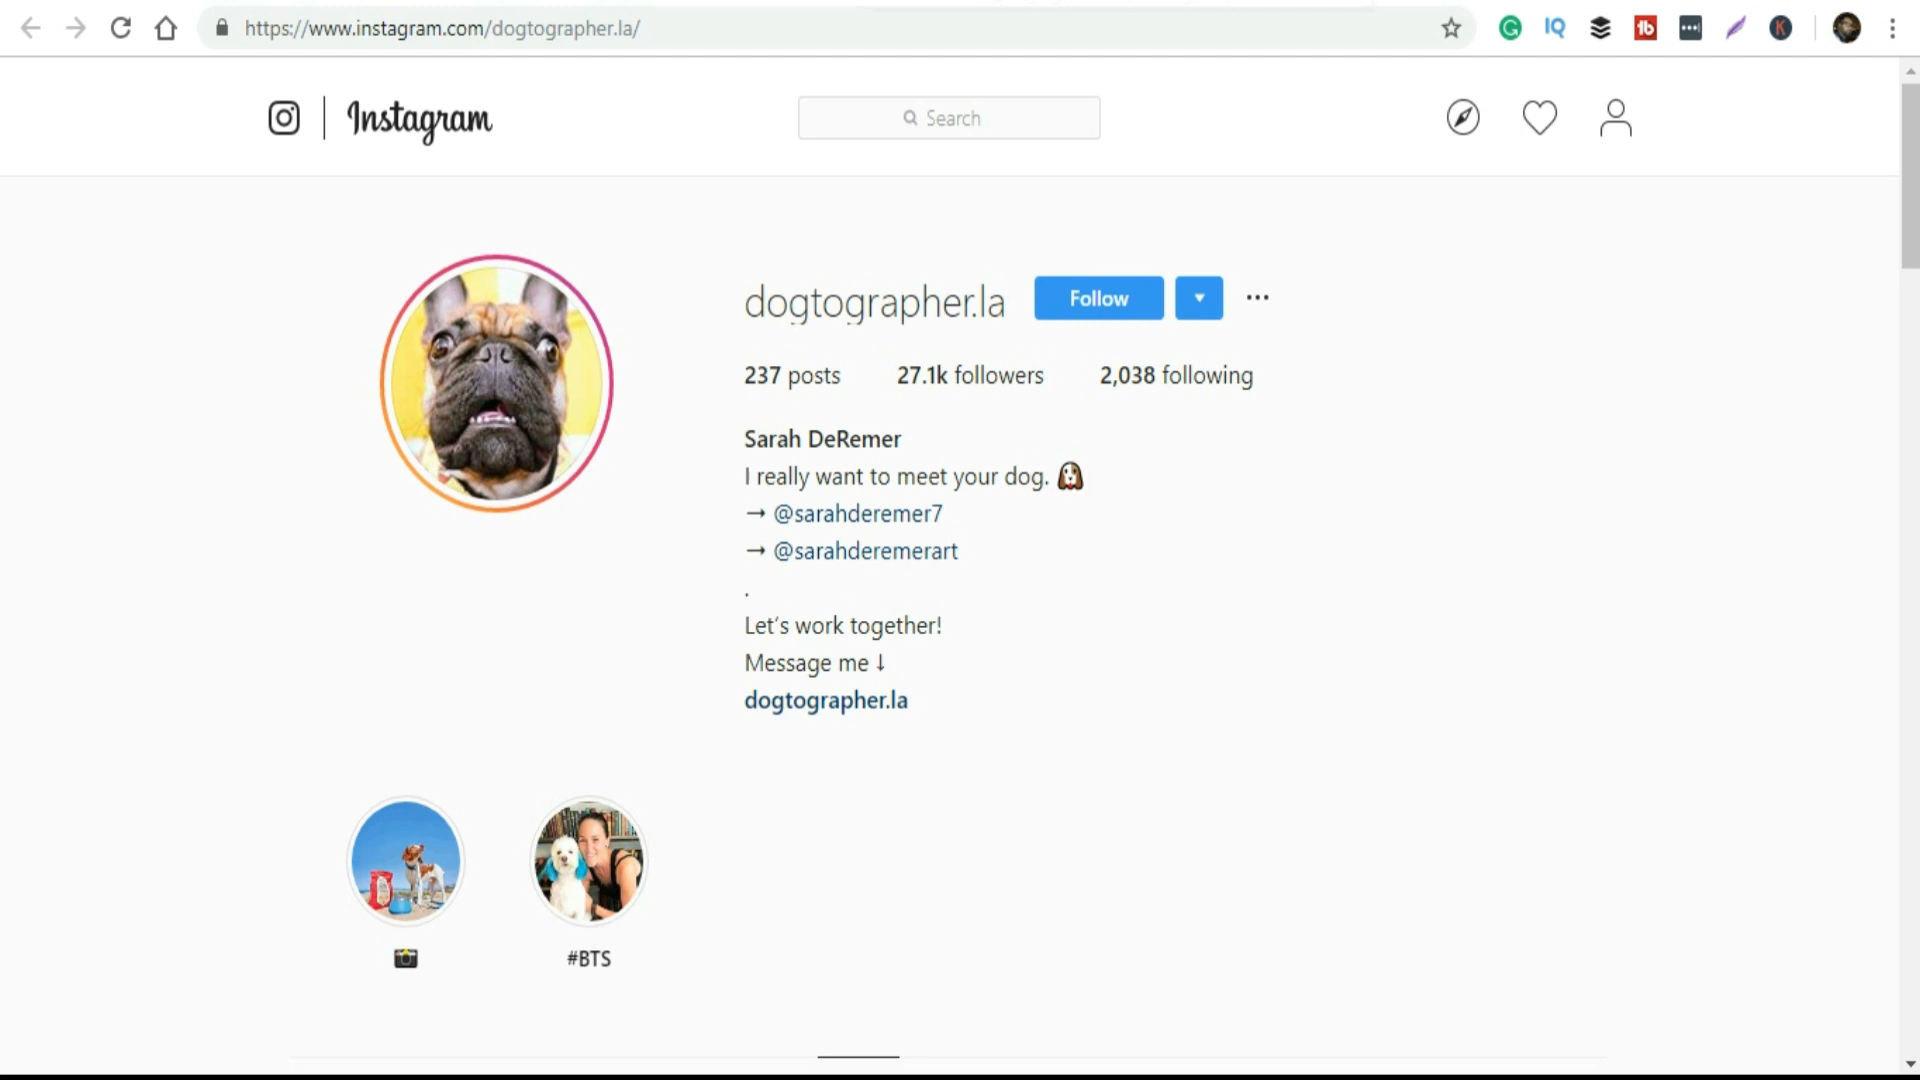 https://www.instagram.com/dogtographer.la/
Instagram
Search
dogtographer.la
Follow
237 posts 27.1k followers 2,038 following
Sarah DeRemer
I really want to meet your dog. 🐶
→ @sarahderemer7
→ @sarahderemerart
.
Let's work together!
Message me ↓
dogtographer.la
#BTS